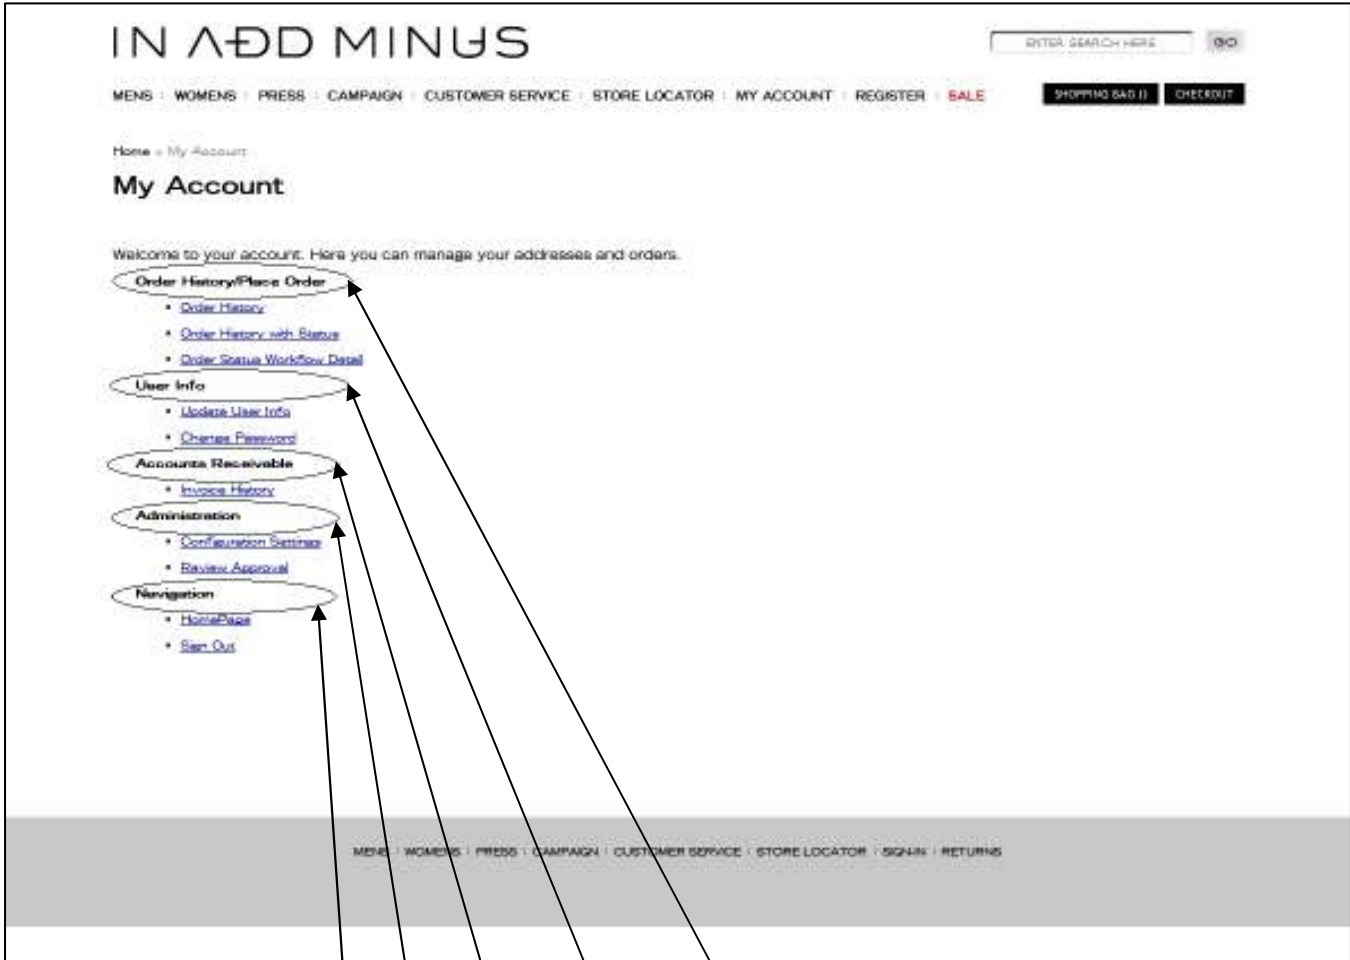 IN ADD MINUS
ENTER SEARCH HERE GO
MENS WOMENS PRESS CAMPAIGN CUSTOMER SERVICE STORE LOCATOR MY ACCOUNT REGISTER SALE SHOPPING BAG () CHECKOUT
Home » My Account
My Account
Welcome to your account. Here you can manage your addresses and orders.
Order History/Place Order
• Order History
• Order History with Status
• Order Status Workflow Detail
User Info
• Update User Info
• Change Password
Accounts Receivable
• Invoice History
Administration
• Configuration Settings
• Review Approval
Navigation
• HomePage
• Sign Out
MENS WOMENS PRESS CAMPAIGN CUSTOMER SERVICE STORE LOCATOR SIGN-IN RETURNS